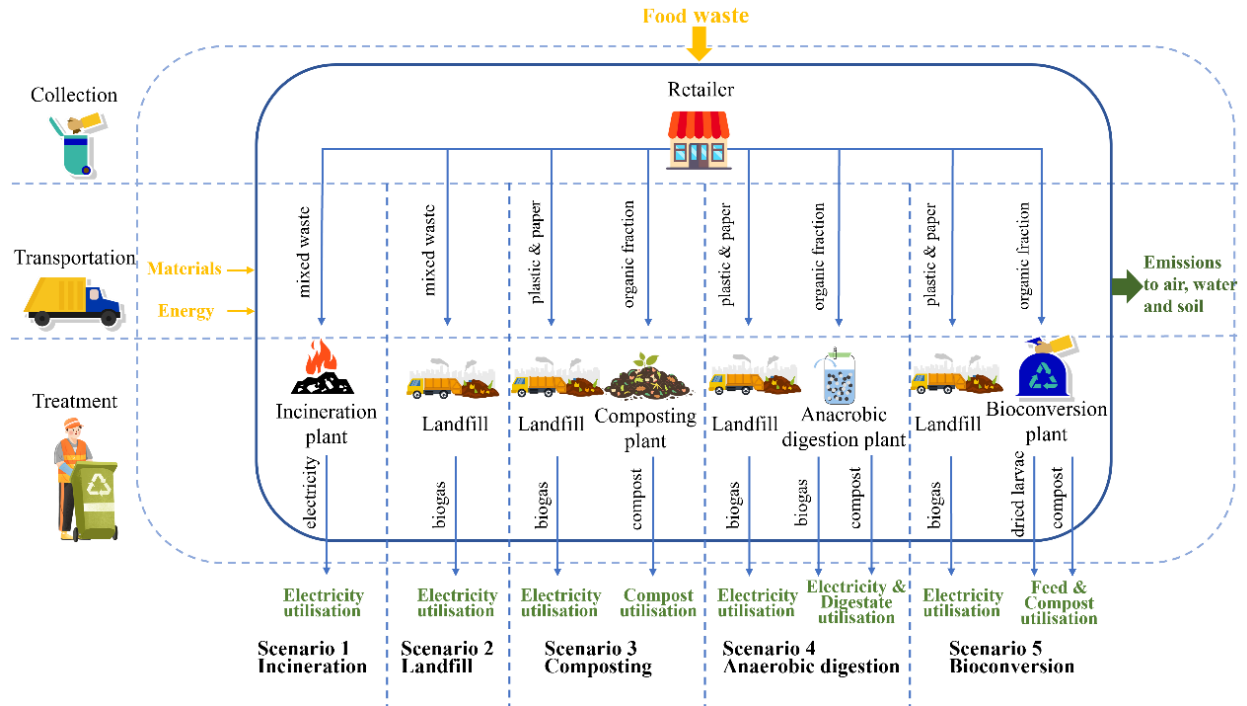 Food waste
Collection
Retailer
mixed waste
mixed waste
plastic & paper
organic fraction
plastic & paper
organic fraction
plastic & paper
organic fraction
Transportation
Materials
Energy
Emissions
to air, water
and soil
Treatment
Incineration
plant
Landfill
Landfill
Composting
plant
Landfill
Anaerobic
digestion plant
Landfill
Bioconversion
plant
electricity
biogas
biogas
compost
biogas
biogas
compost
biogas
dried larvae
compost
Electricity
utilisation
Electricity
utilisation
Electricity
utilisation
Compost
utilisation
Electricity
utilisation
Electricity &
Digestate
utilisation
Electricity
utilisation
Feed &
Compost
utilisation
Scenario 1
Incineration
Scenario 2
Landfill
Scenario 3
Composting
Scenario 4
Anaerobic digestion
Scenario 5
Bioconversion